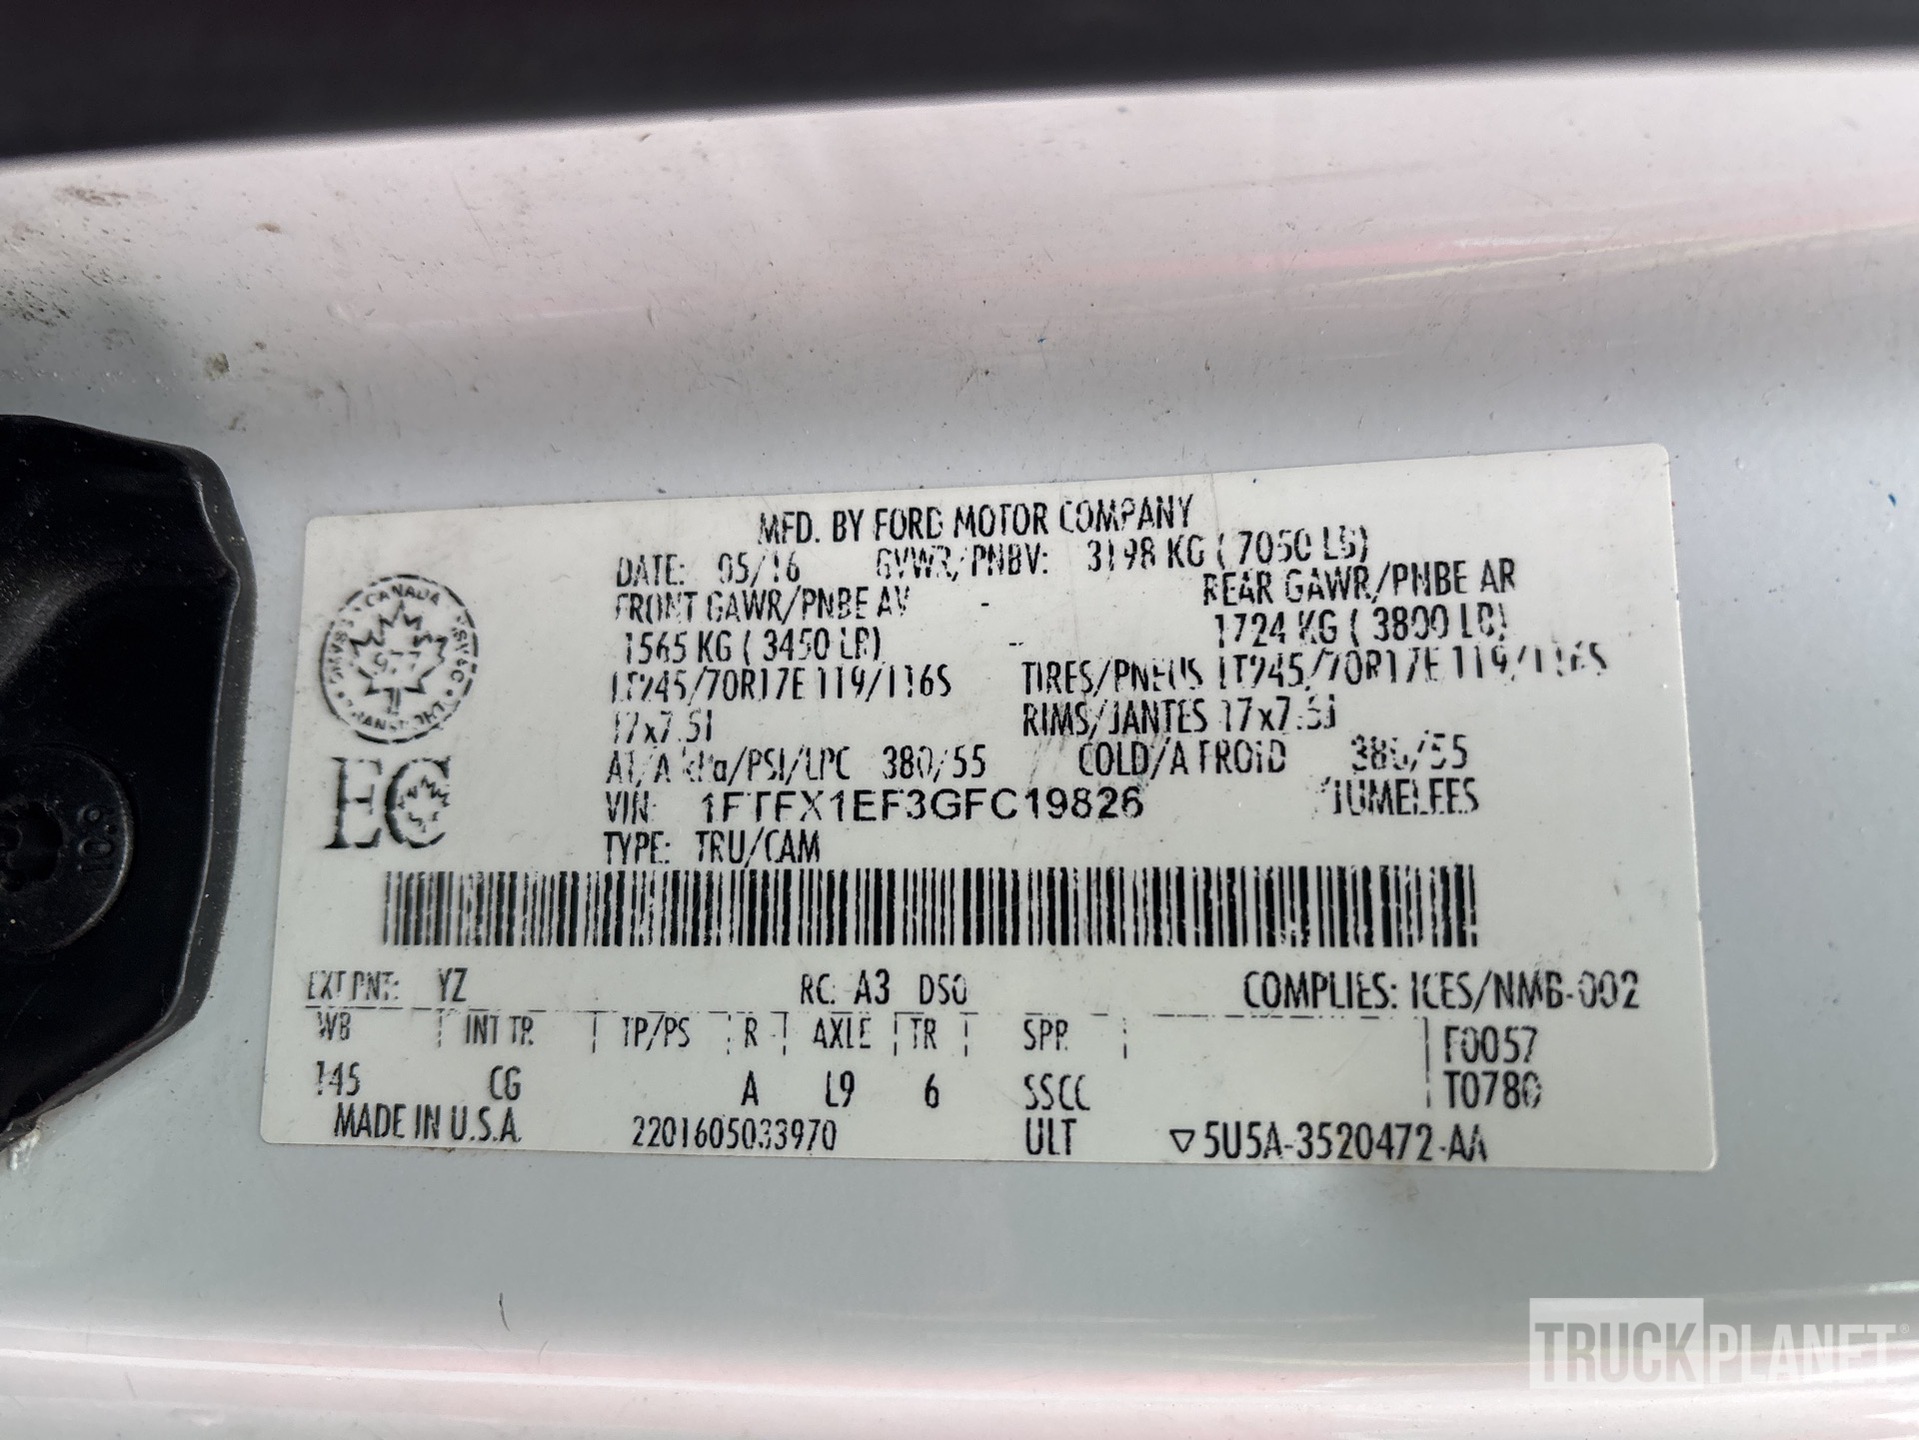 MFD. BY FORD MOTOR COMPANY
DATE: 05/16 GVWR/PNBV: 3198 KG ( 7050 LB)
FRONT GAWR/PNBE AV - REAR GAWR/PNBE AR
1565 KG ( 3450 LB) - 1724 KG ( 3800 LB)
LT245/70R17E 119/116S TIRES/PNEUS LT245/70R17E 119/116S
17x7.5J RIMS/JANTES 17x7.5J
AT/A kPa/PSI/LPC 380/55 COLD/A FROID 380/55
VIN: 1FTFX1EF3GFC19826 JUMELEES
TYPE: TRU/CAM
CANADA
EC
EXT PNT: YZ RC: A3 DSO COMPLIES: ICES/NMB-002
WB INT TR TP/PS R AXLE TR SPR F0057
145 CG A L9 6 SSCC T0780
MADE IN U.S.A. 2201605033970 ULT ▽5U5A-3520472-AA
10.9
TRUCKPLANET®